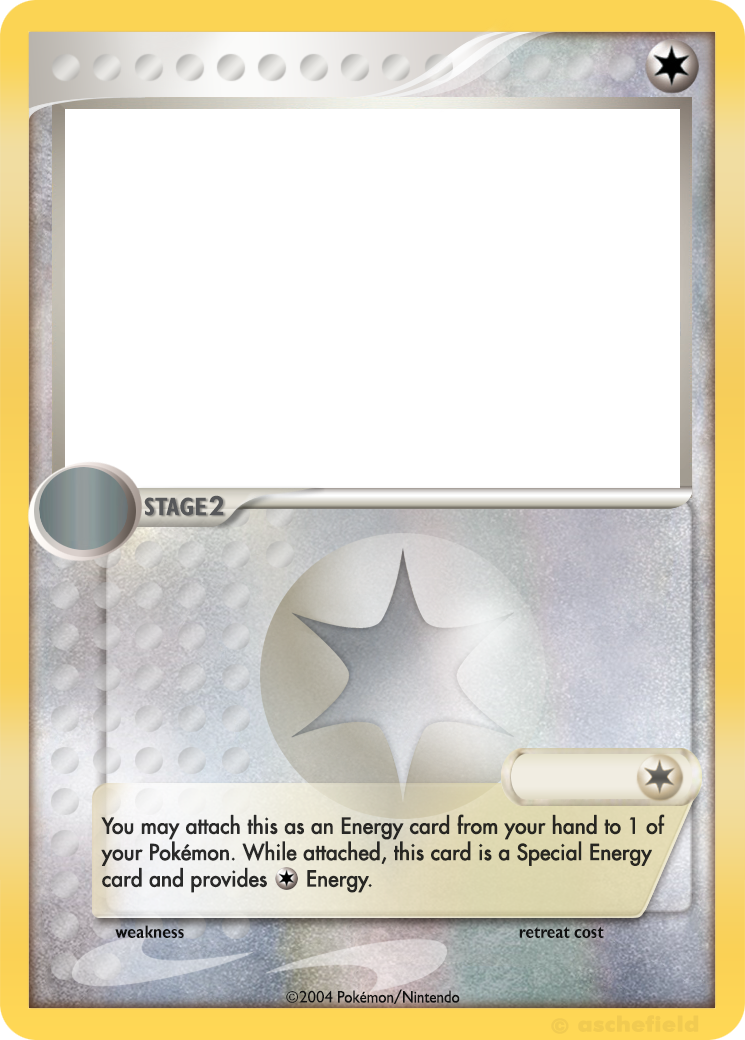 STAGE2
You may attach this as an Energy card from your hand to 1 of
your Pokémon. While attached, this card is a Special Energy
card and provides Energy.
weakness retreat cost
©2004 Pokémon/Nintendo
© aschefield